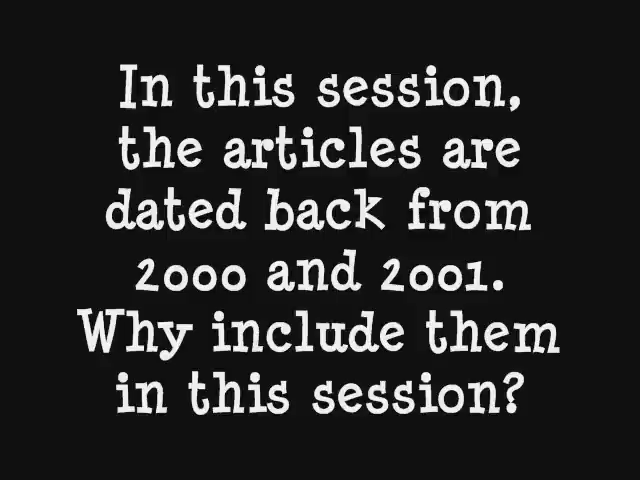 In this session,
the articles are
dated back from
2000 and 2001.
Why include them
in this session?